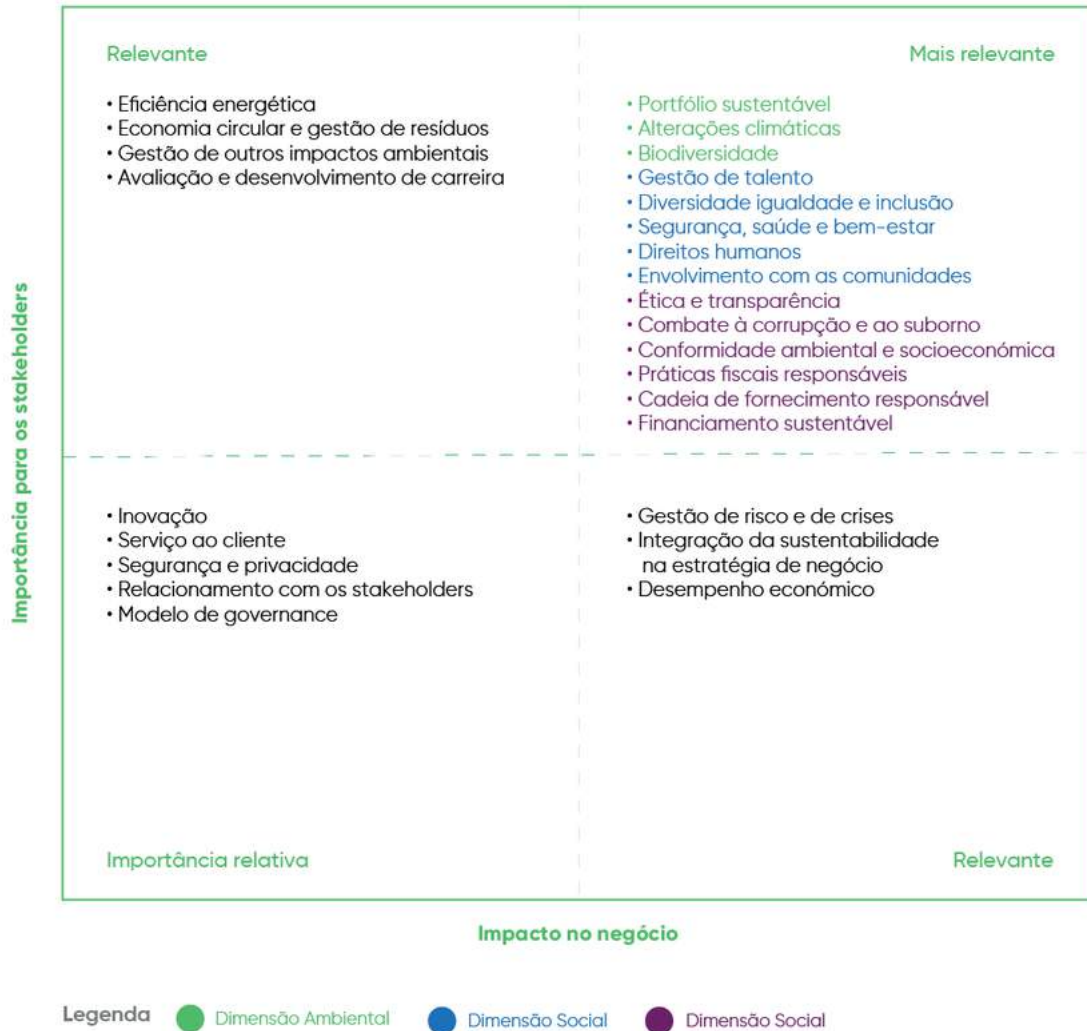 Relevante
• Eficiência energética
• Economia circular e gestão de resíduos
• Gestão de outros impactos ambientais
• Avaliação e desenvolvimento de carreira
Mais relevante
• Portfólio sustentável
• Alterações climáticas
• Biodiversidade
• Gestão de talento
• Diversidade igualdade e inclusão
• Segurança, saúde e bem-estar
• Direitos humanos
• Envolvimento com as comunidades
• Ética e transparência
• Combate à corrupção e ao suborno
• Conformidade ambiental e socioeconómica
• Práticas fiscais responsáveis
• Cadeia de fornecimento responsável
• Financiamento sustentável
Importância para os stakeholders
• Inovação
• Serviço ao cliente
• Segurança e privacidade
• Relacionamento com os stakeholders
• Modelo de governance
Importância relativa
• Gestão de risco e de crises
• Integração da sustentabilidade
na estratégia de negócio
• Desempenho económico
Relevante
Impacto no negócio
Legenda
Dimensão Ambiental
Dimensão Social
Dimensão Social